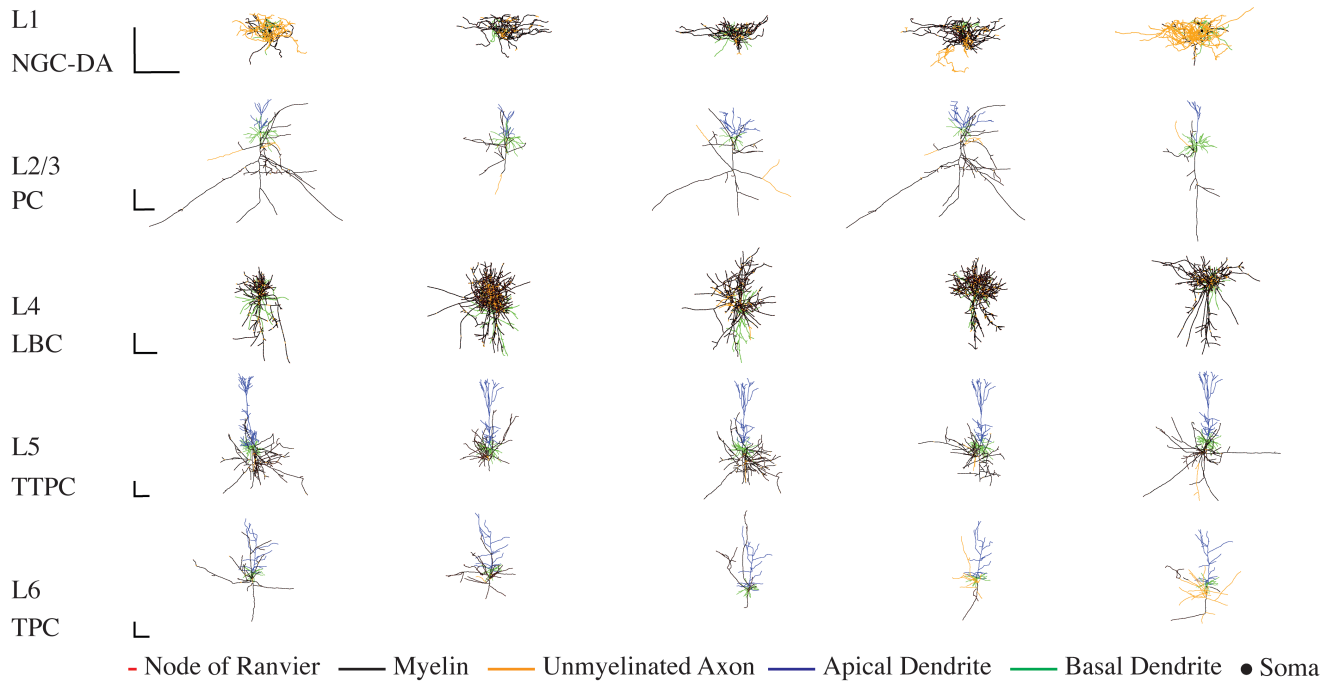 L1
NGC-DA
L2/3
PC
L4
LBC
L5
TTPC
L6
TPC
Node of Ranvier Myelin Unmyelinated Axon Apical Dendrite Basal Dendrite Soma